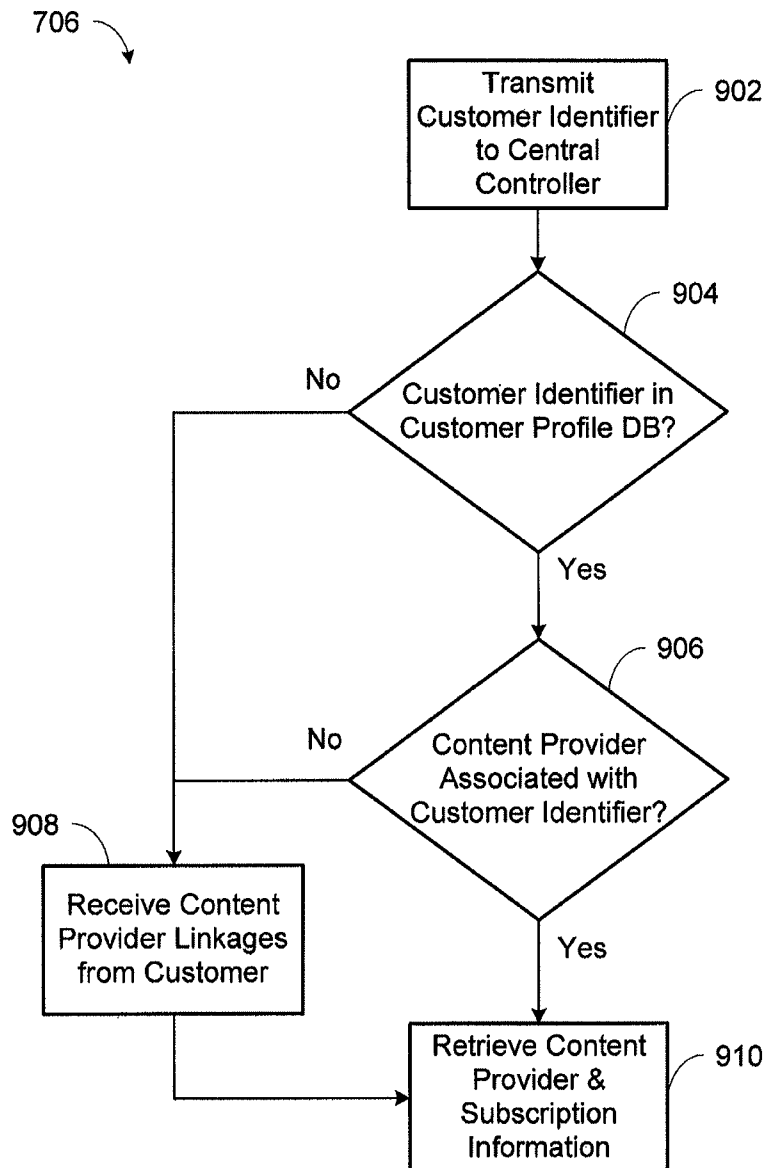 706
Transmit
Customer Identifier
to Central
Controller
902
904
No
Customer Identifier in
Customer Profile DB?
Yes
906
No
Content Provider
Associated with
Customer Identifier?
908
Receive Content
Provider Linkages
from Customer
Yes
Retrieve Content
Provider &
Subscription
Information
910